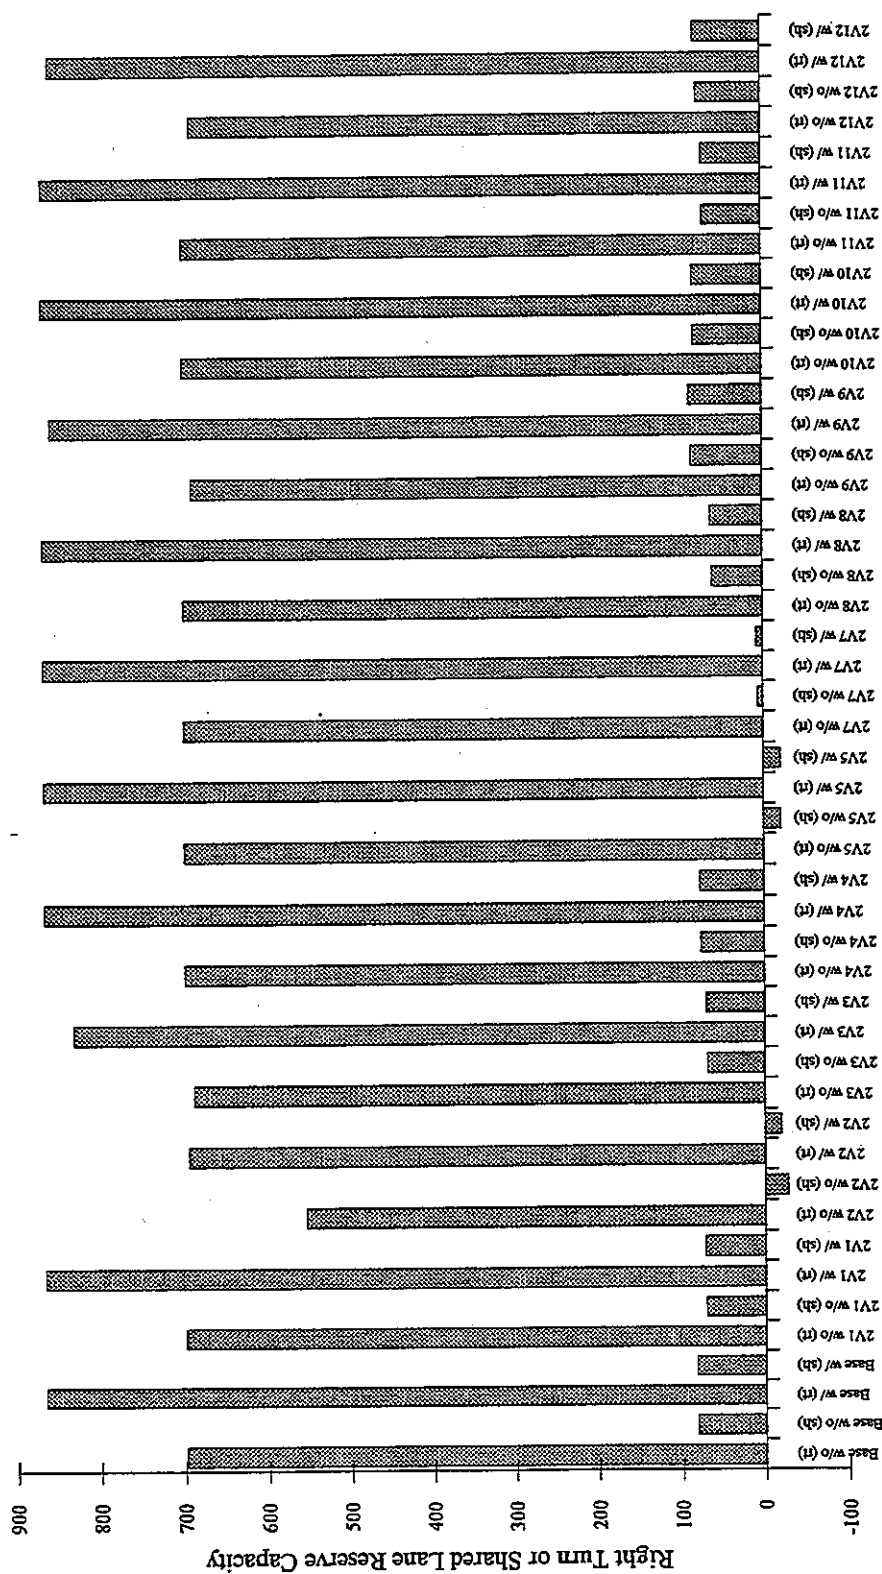 Right Turn or Shared Lane Reserve Capacity
900
800
700
600
500
400
300
200
100
0
-100
Base w/o (rt)
Base w/o (sh)
Base w/ (rt)
Base w/ (sh)
2V1 w/o (rt)
2V1 w/o (sh)
2V1 w/ (rt)
2V1 w/ (sh)
2V2 w/o (rt)
2V2 w/o (sh)
2V2 w/ (rt)
2V2 w/ (sh)
2V3 w/o (rt)
2V3 w/o (sh)
2V3 w/ (rt)
2V3 w/ (sh)
2V4 w/o (rt)
2V4 w/o (sh)
2V4 w/ (rt)
2V4 w/ (sh)
2V5 w/o (rt)
2V5 w/o (sh)
2V5 w/ (rt)
2V5 w/ (sh)
2V7 w/o (rt)
2V7 w/o (sh)
2V7 w/ (rt)
2V7 w/ (sh)
2V8 w/o (rt)
2V8 w/o (sh)
2V8 w/ (rt)
2V8 w/ (sh)
2V9 w/o (rt)
2V9 w/o (sh)
2V9 w/ (rt)
2V9 w/ (sh)
2V10 w/o (rt)
2V10 w/o (sh)
2V10 w/ (rt)
2V10 w/ (sh)
2V11 w/o (rt)
2V11 w/o (sh)
2V11 w/ (rt)
2V11 w/ (sh)
2V12 w/o (rt)
2V12 w/o (sh)
2V12 w/ (rt)
2V12 w/ (sh)